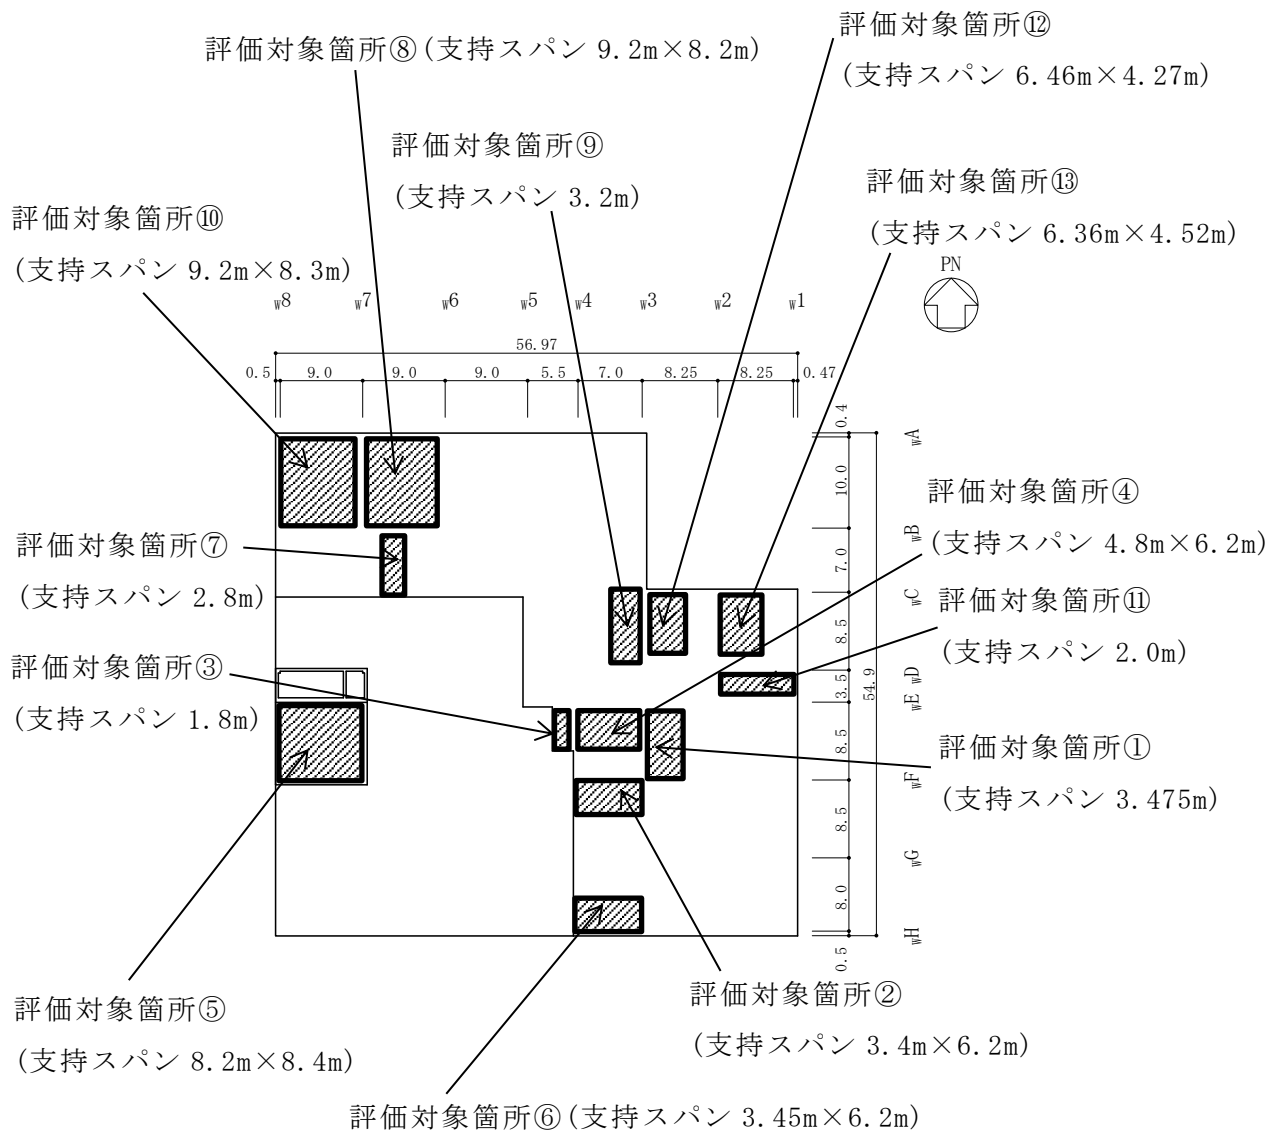 評価対象箇所⑫
評価対象箇所⑧(支持スパン 9.2m×8.2m)
(支持スパン 6.46m×4.27m)
評価対象箇所⑨
(支持スパン 3.2m)
評価対象箇所⑬
(支持スパン 6.36m×4.52m)
評価対象箇所⑩
(支持スパン 9.2m×8.3m)
PN
w8 w7 w6 w5 w4 w3 w2 w1
56.97
0.5 9.0 9.0 9.0 5.5 7.0 8.25 8.25 0.47
0.4
wA
10.0
評価対象箇所④
(支持スパン 4.8m×6.2m)
wB
7.0
評価対象箇所⑦
(支持スパン 2.8m)
wC
評価対象箇所⑪
(支持スパン 2.0m)
8.5
wD
3.5
54.9
wE
評価対象箇所③
(支持スパン 1.8m)
8.5
評価対象箇所①
(支持スパン 3.475m)
wF
8.5
wG
8.0
wH
0.5
評価対象箇所⑤
(支持スパン 8.2m×8.4m)
評価対象箇所②
(支持スパン 3.4m×6.2m)
評価対象箇所⑥(支持スパン 3.45m×6.2m)